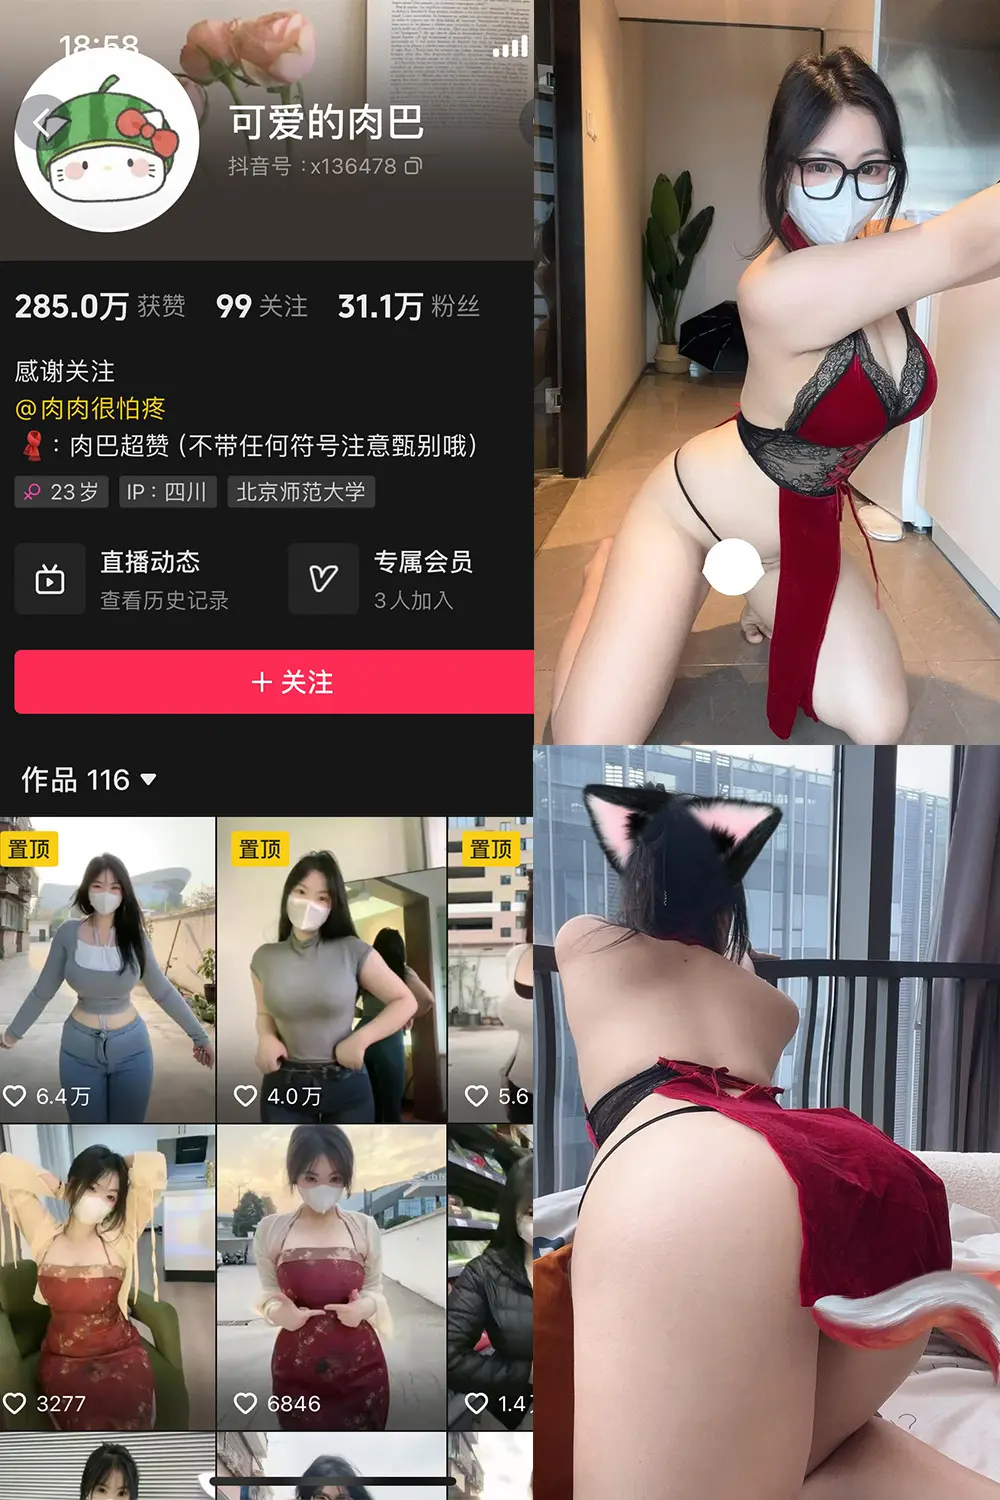 18:58
可爱的肉巴
抖音号：x136478
285.0万 获赞 99 关注 31.1万 粉丝
感谢关注
@肉肉很怕疼
：肉巴超赞（不带任何符号注意甄别哦）
23岁 IP：四川 北京师范大学
直播动态 专属会员
查看历史记录 3人加入
+ 关注
作品 116
置顶 置顶 置顶
6.4万 4.0万 5.6
3277 6846 1.4